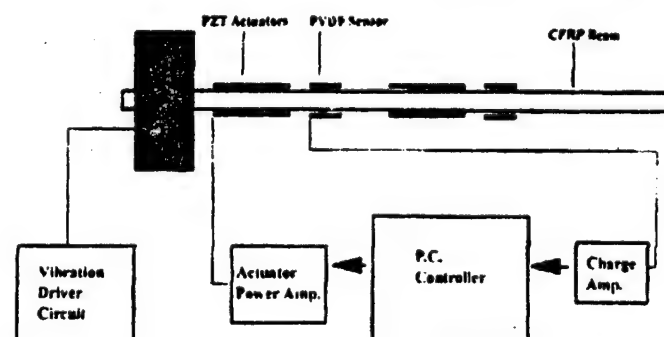 PZT Actuators
PVDF Sensor
CFRP Beam
Vibration
Driver
Circuit
Actuator
Power Amp.
P.C.
Controller
Charge
Amp.